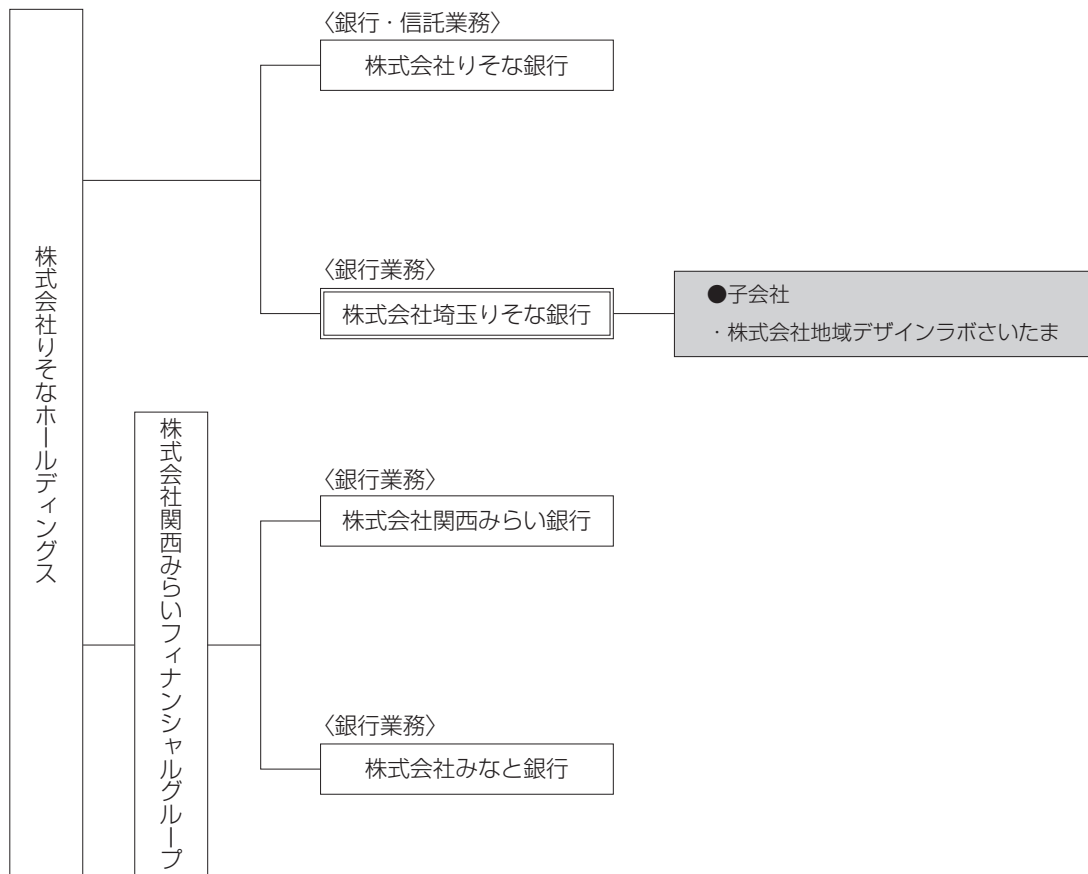 株式会社りそなホールディングス
〈銀行・信託業務〉
株式会社りそな銀行
〈銀行業務〉
株式会社埼玉りそな銀行
●子会社
・株式会社地域デザインラボさいたま
株式会社関西みらいフィナンシャルグループ
〈銀行業務〉
株式会社関西みらい銀行
〈銀行業務〉
株式会社みなと銀行